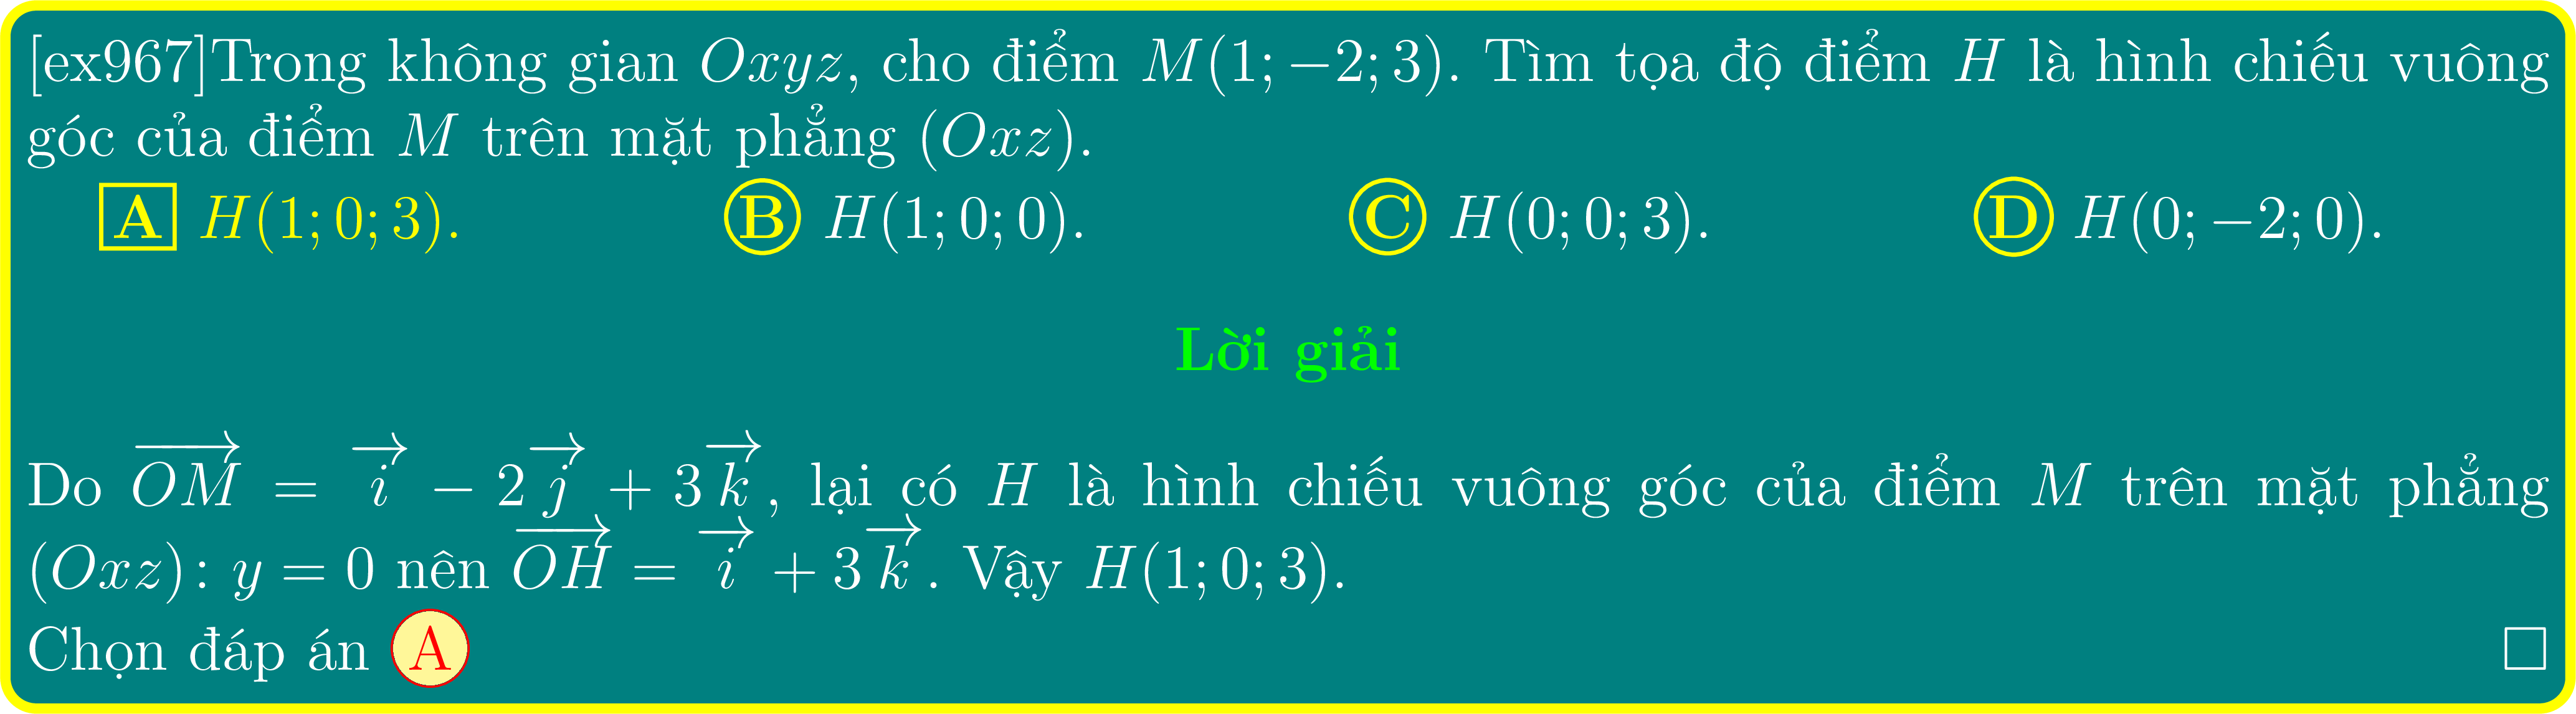 [ex967]Trong không gian Oxyz, cho điểm M(1; −2; 3). Tìm tọa độ điểm H là hình chiếu vuông
góc của điểm M trên mặt phẳng (Oxz).
A H(1; 0; 3). B H(1; 0; 0). C H(0; 0; 3). D H(0; −2; 0).
Lời giải
Do $\overrightarrow{OM} = \overrightarrow{i} - 2\overrightarrow{j} + 3\overrightarrow{k}$, lại có H là hình chiếu vuông góc của điểm M trên mặt phẳng
(Oxz): y = 0 nên $\overrightarrow{OH} = \overrightarrow{i} + 3\overrightarrow{k}$. Vậy H(1; 0; 3).
Chọn đáp án A □